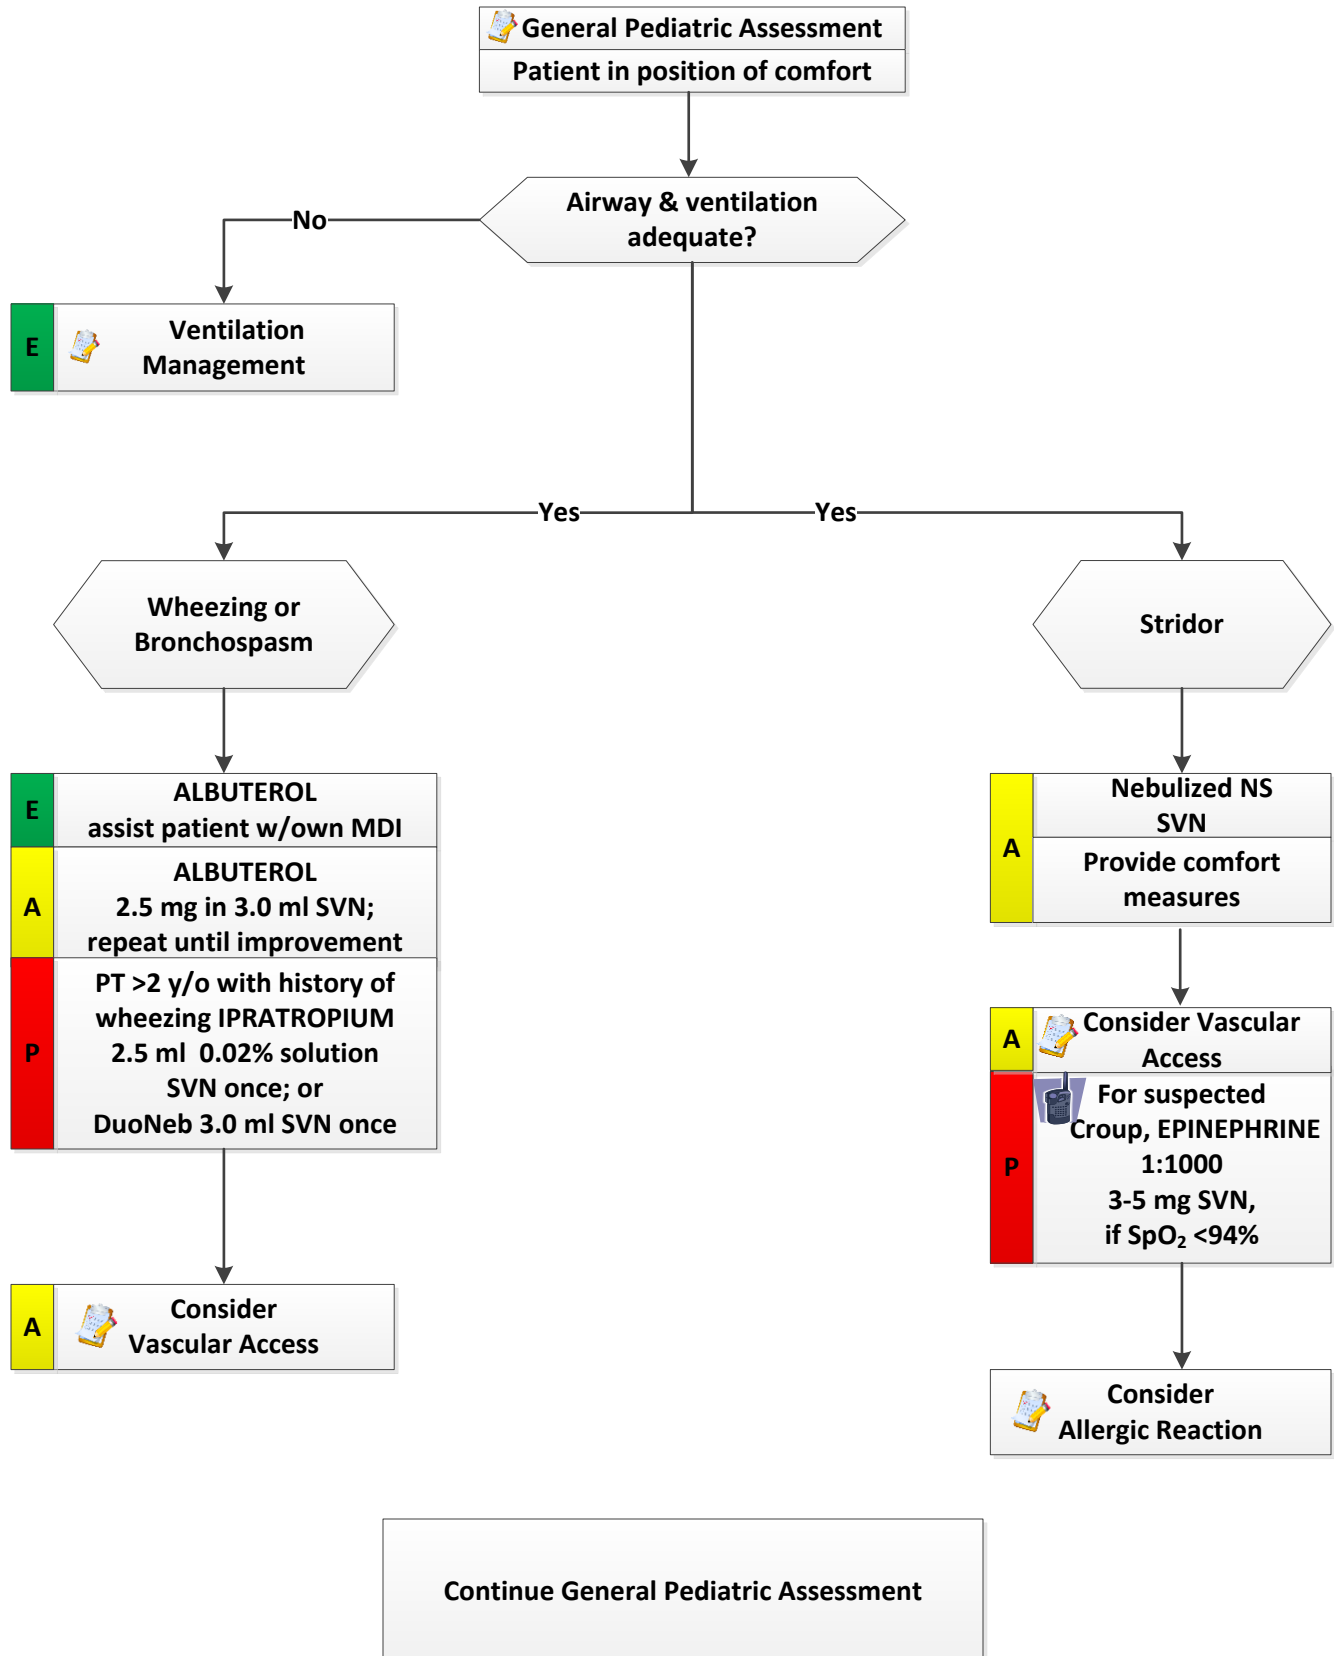 General Pediatric Assessment
Patient in position of comfort
Airway & ventilation
adequate?
No
E
Ventilation
Management
Yes
Yes
Wheezing or
Bronchospasm
Stridor
E
ALBUTEROL
assist patient w/own MDI
A
ALBUTEROL
2.5 mg in 3.0 ml SVN;
repeat until improvement
P
PT >2 y/o with history of
wheezing IPRATROPIUM
2.5 ml 0.02% solution
SVN once; or
DuoNeb 3.0 ml SVN once
A
Consider
Vascular Access
A
Nebulized NS
SVN
Provide comfort
measures
A
Consider Vascular
Access
P
For suspected
Croup, EPINEPHRINE
1:1000
3-5 mg SVN,
if SpO₂ <94%
Consider
Allergic Reaction
Continue General Pediatric Assessment